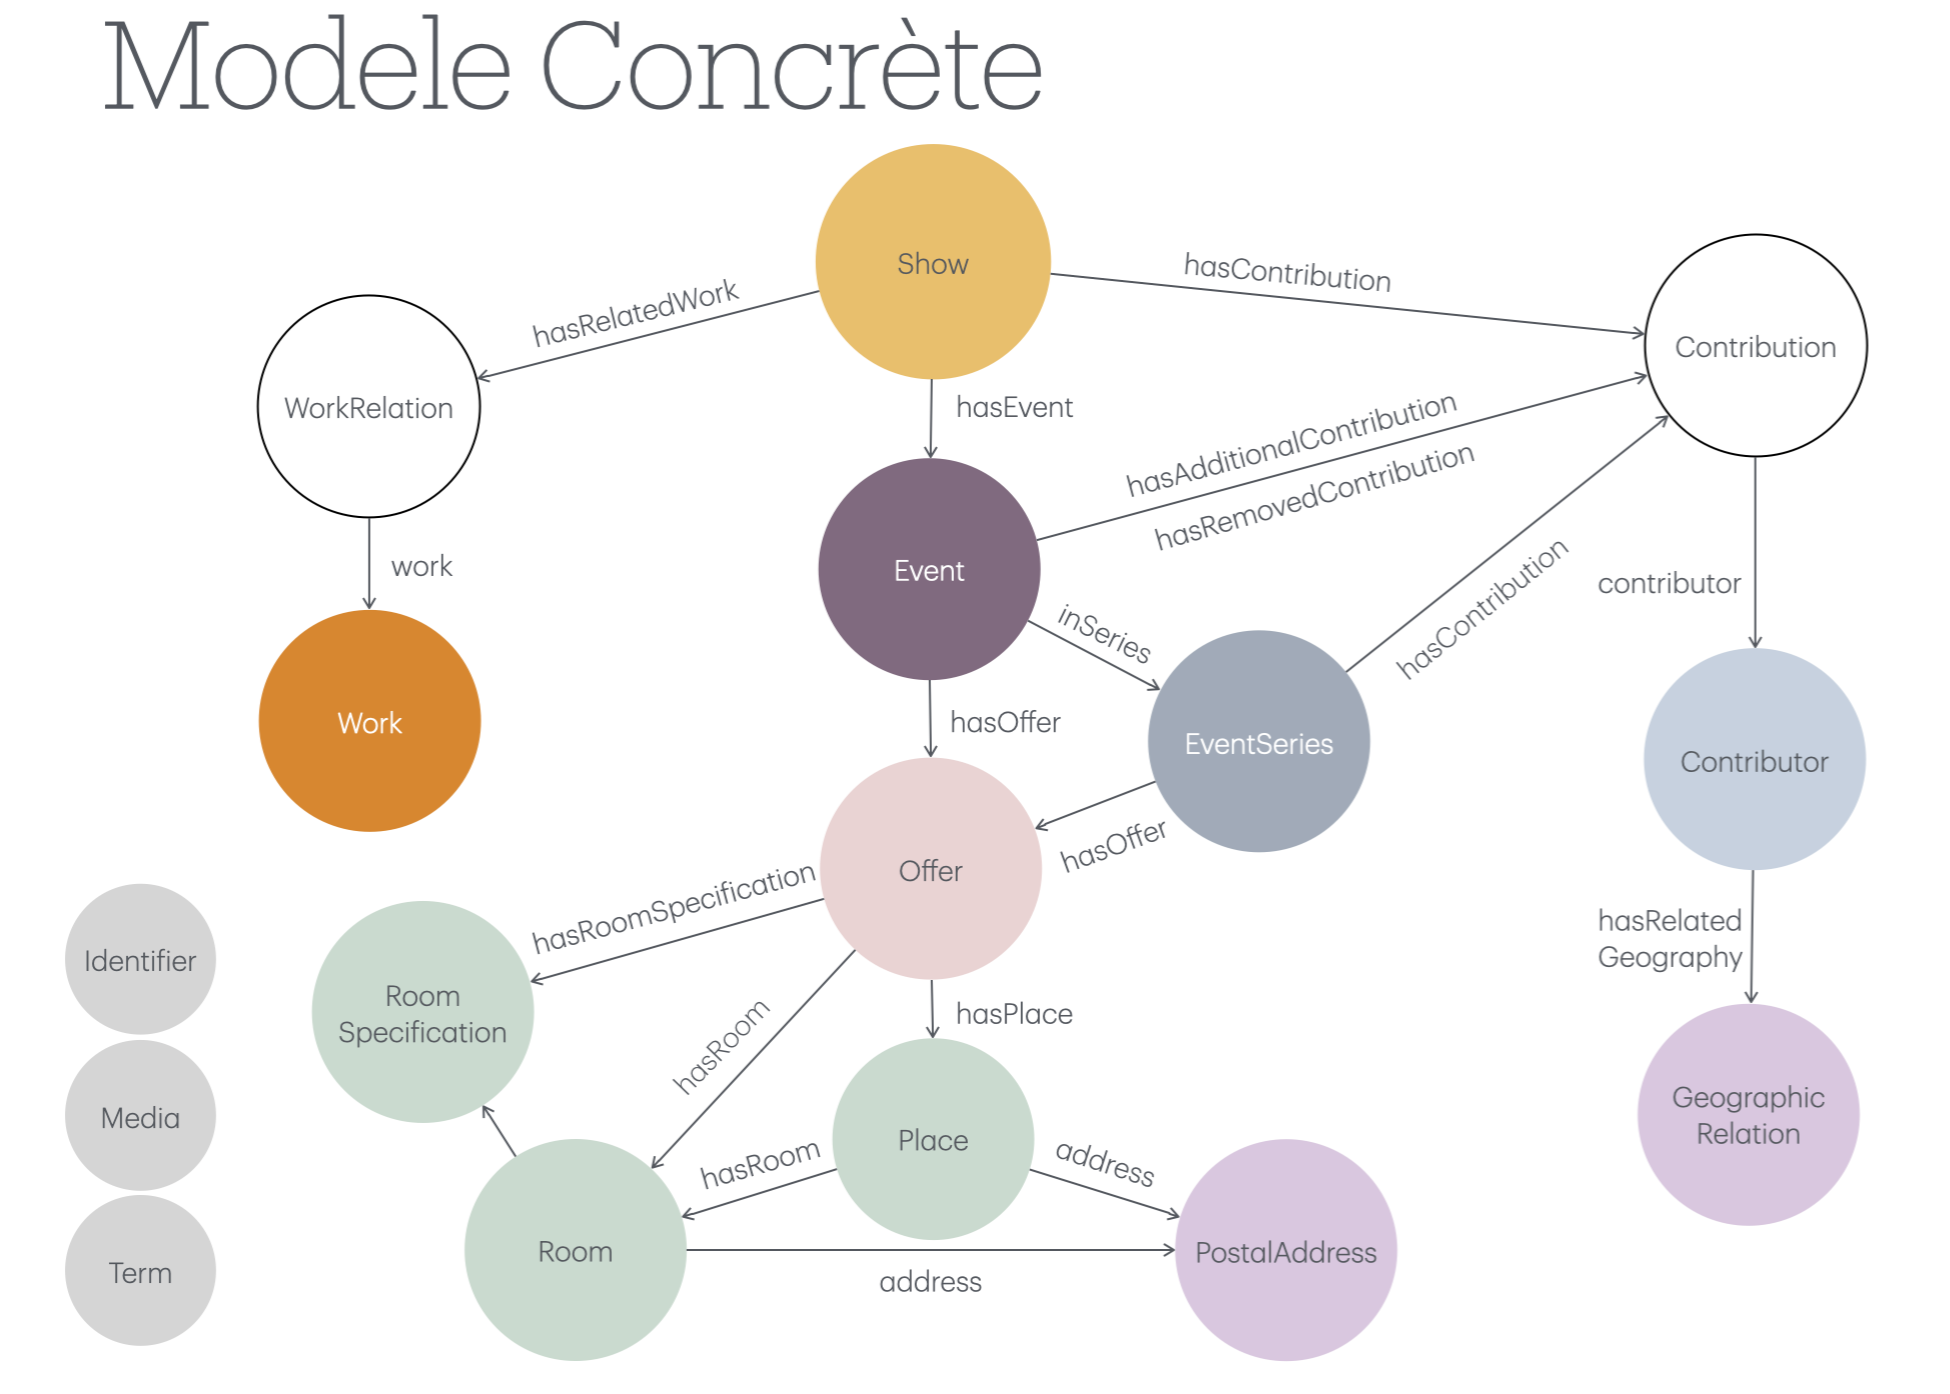 Modele Concrète
Show
hasContribution
hasRelatedWork
Contribution
WorkRelation
hasEvent
hasAdditionalContribution
hasRemovedContribution
work
Event
contributor
inSeries
hasContribution
Work
hasOffer
EventSeries
Contributor
hasOffer
Offer
hasRoomSpecification
hasRelated
Geography
Identifier
Room
Specification
hasRoom
hasPlace
Media
Geographic
Relation
Place
hasRoom
address
Room
PostalAddress
Term
address